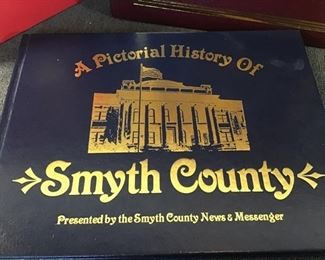 A Pictorial History Of
Smyth County
Presented by the Smyth County News & Messenger